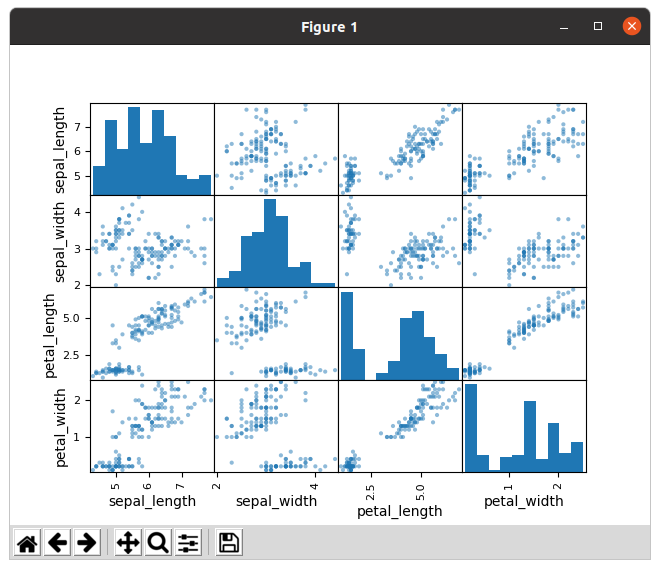 Figure 1
sepal_length
7
6
5
sepal_width
4
3
2
petal_length
5.0
2.5
petal_width
2
1
5 6 7 2 4 2.5 5.0 1 2
sepal_length sepal_width petal_length petal_width